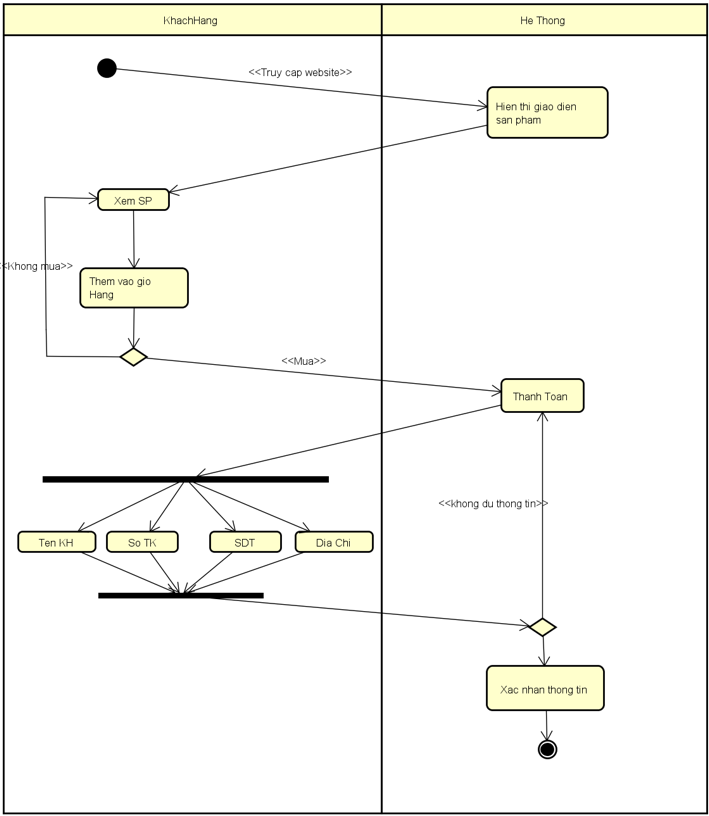 KhachHang
He Thong
<<Truy cap website>>
Hien thi giao dien
san pham
Xem SP
<<Khong mua>>
Them vao gio
Hang
<<Mua>>
Thanh Toan
<<khong du thong tin>>
Ten KH
So TK
SDT
Dia Chi
Xac nhan thong tin